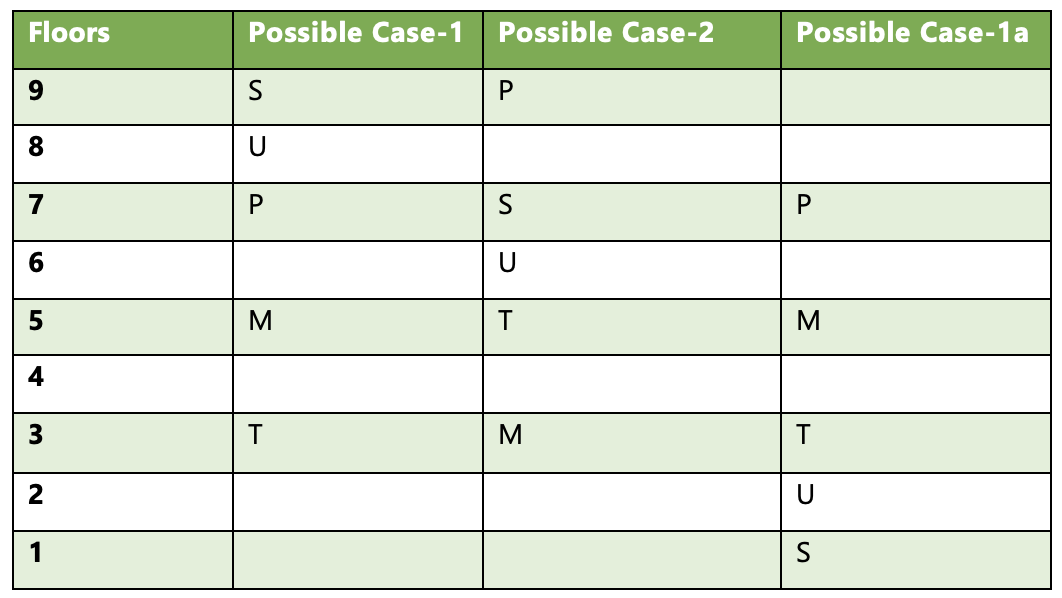 Floors Possible Case-1 Possible Case-2 Possible Case-1a
9 S P
8 U
7 P S P
6 U
5 M T M
4
3 T M T
2 U
1 S